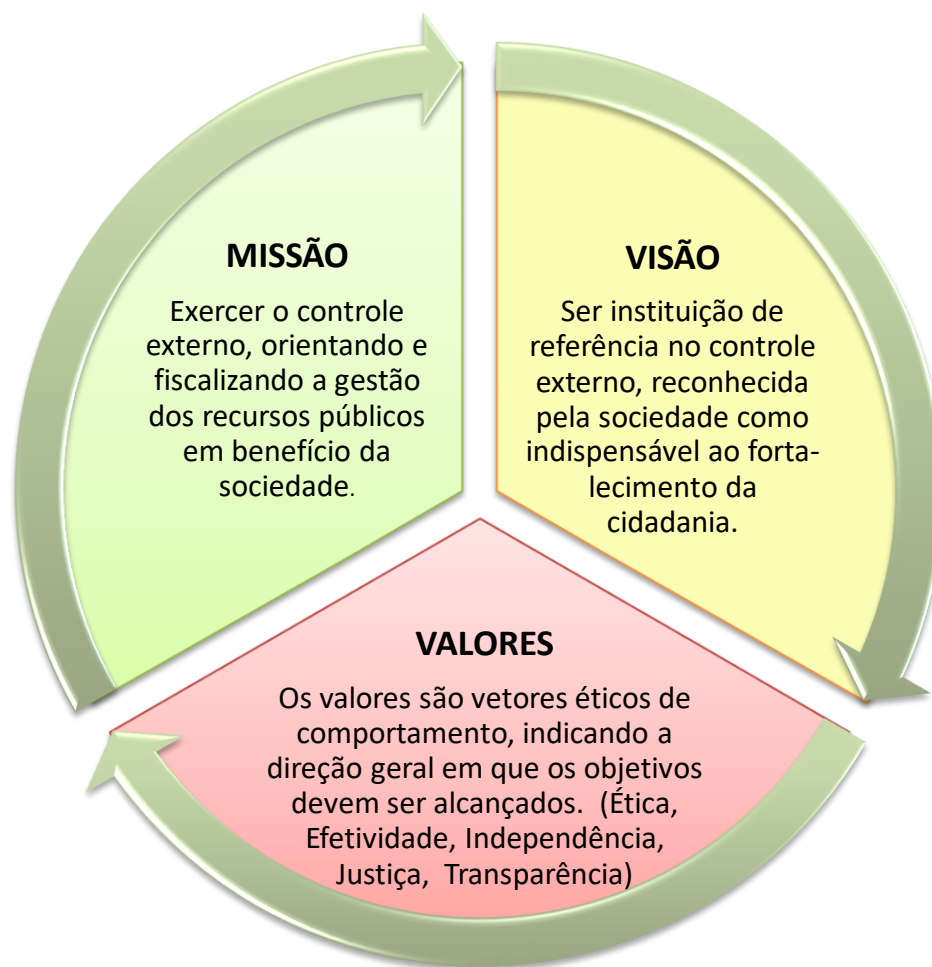 MISSÃO
Exercer o controle
externo, orientando e
fiscalizando a gestão
dos recursos públicos
em benefício da
sociedade.
VISÃO
Ser instituição de
referência no controle
externo, reconhecida
pela sociedade como
indispensável ao forta-
lecimento da
cidadania.
VALORES
Os valores são vetores éticos de
comportamento, indicando a
direção geral em que os objetivos
devem ser alcançados.  (Ética,
Efetividade, Independência,
Justiça,  Transparência)